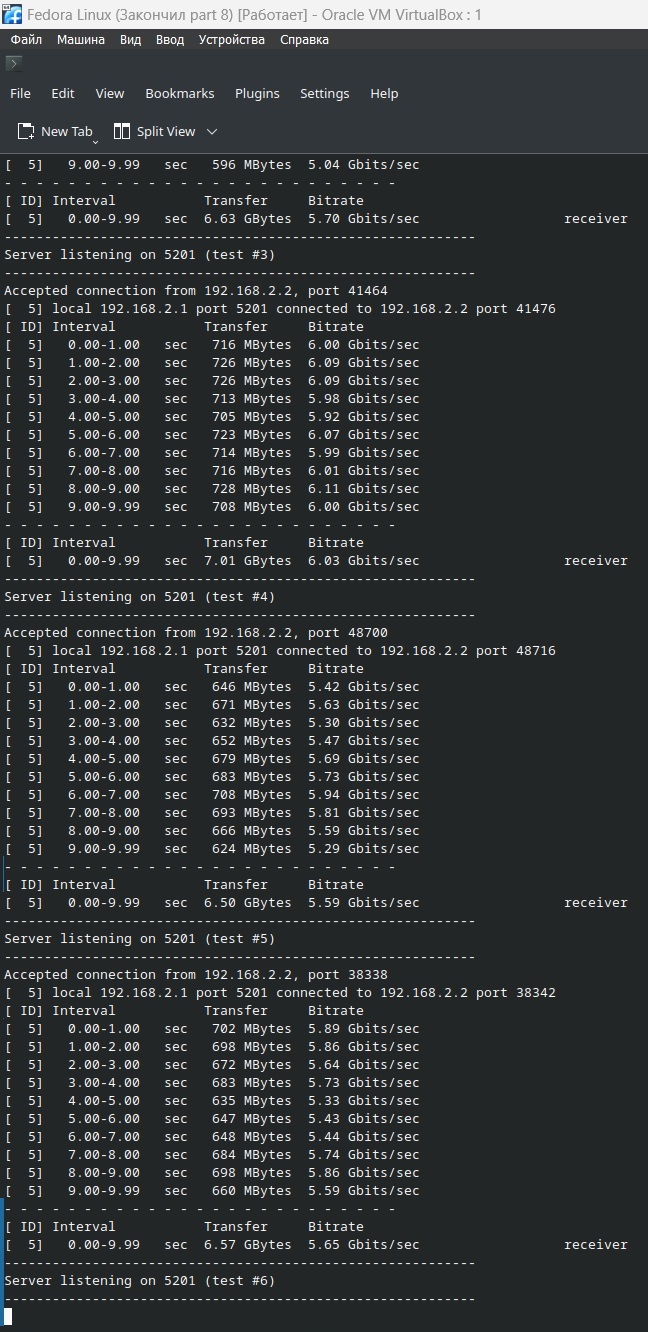 Fedora Linux (Закончил part 8) [Работает] - Oracle VM VirtualBox : 1
Файл Машина Вид Ввод Устройства Справка
File Edit View Bookmarks Plugins Settings Help
New Tab Split View
[  5]   9.00-9.99   sec   596 MBytes  5.04 Gbits/sec
- - - - - - - - - - - - - - - - - - - - - - - - -
[ ID] Interval           Transfer     Bitrate
[  5]   0.00-9.99   sec  6.63 GBytes  5.70 Gbits/sec                  receiver
-----------------------------------------------------------
Server listening on 5201 (test #3)
-----------------------------------------------------------
Accepted connection from 192.168.2.2, port 41464
[  5] local 192.168.2.1 port 5201 connected to 192.168.2.2 port 41476
[ ID] Interval           Transfer     Bitrate
[  5]   0.00-1.00   sec   716 MBytes  6.00 Gbits/sec
[  5]   1.00-2.00   sec   726 MBytes  6.09 Gbits/sec
[  5]   2.00-3.00   sec   726 MBytes  6.09 Gbits/sec
[  5]   3.00-4.00   sec   713 MBytes  5.98 Gbits/sec
[  5]   4.00-5.00   sec   705 MBytes  5.92 Gbits/sec
[  5]   5.00-6.00   sec   723 MBytes  6.07 Gbits/sec
[  5]   6.00-7.00   sec   714 MBytes  5.99 Gbits/sec
[  5]   7.00-8.00   sec   716 MBytes  6.01 Gbits/sec
[  5]   8.00-9.00   sec   728 MBytes  6.11 Gbits/sec
[  5]   9.00-9.99   sec   708 MBytes  6.00 Gbits/sec
- - - - - - - - - - - - - - - - - - - - - - - - -
[ ID] Interval           Transfer     Bitrate
[  5]   0.00-9.99   sec  7.01 GBytes  6.03 Gbits/sec                  receiver
-----------------------------------------------------------
Server listening on 5201 (test #4)
-----------------------------------------------------------
Accepted connection from 192.168.2.2, port 48700
[  5] local 192.168.2.1 port 5201 connected to 192.168.2.2 port 48716
[ ID] Interval           Transfer     Bitrate
[  5]   0.00-1.00   sec   646 MBytes  5.42 Gbits/sec
[  5]   1.00-2.00   sec   671 MBytes  5.63 Gbits/sec
[  5]   2.00-3.00   sec   632 MBytes  5.30 Gbits/sec
[  5]   3.00-4.00   sec   652 MBytes  5.47 Gbits/sec
[  5]   4.00-5.00   sec   679 MBytes  5.69 Gbits/sec
[  5]   5.00-6.00   sec   683 MBytes  5.73 Gbits/sec
[  5]   6.00-7.00   sec   708 MBytes  5.94 Gbits/sec
[  5]   7.00-8.00   sec   693 MBytes  5.81 Gbits/sec
[  5]   8.00-9.00   sec   666 MBytes  5.59 Gbits/sec
[  5]   9.00-9.99   sec   624 MBytes  5.29 Gbits/sec
- - - - - - - - - - - - - - - - - - - - - - - - -
[ ID] Interval           Transfer     Bitrate
[  5]   0.00-9.99   sec  6.50 GBytes  5.59 Gbits/sec                  receiver
-----------------------------------------------------------
Server listening on 5201 (test #5)
-----------------------------------------------------------
Accepted connection from 192.168.2.2, port 38338
[  5] local 192.168.2.1 port 5201 connected to 192.168.2.2 port 38342
[ ID] Interval           Transfer     Bitrate
[  5]   0.00-1.00   sec   702 MBytes  5.89 Gbits/sec
[  5]   1.00-2.00   sec   698 MBytes  5.86 Gbits/sec
[  5]   2.00-3.00   sec   672 MBytes  5.64 Gbits/sec
[  5]   3.00-4.00   sec   683 MBytes  5.73 Gbits/sec
[  5]   4.00-5.00   sec   635 MBytes  5.33 Gbits/sec
[  5]   5.00-6.00   sec   647 MBytes  5.43 Gbits/sec
[  5]   6.00-7.00   sec   648 MBytes  5.44 Gbits/sec
[  5]   7.00-8.00   sec   684 MBytes  5.74 Gbits/sec
[  5]   8.00-9.00   sec   698 MBytes  5.86 Gbits/sec
[  5]   9.00-9.99   sec   660 MBytes  5.59 Gbits/sec
- - - - - - - - - - - - - - - - - - - - - - - - -
[ ID] Interval           Transfer     Bitrate
[  5]   0.00-9.99   sec  6.57 GBytes  5.65 Gbits/sec                  receiver
-----------------------------------------------------------
Server listening on 5201 (test #6)
-----------------------------------------------------------